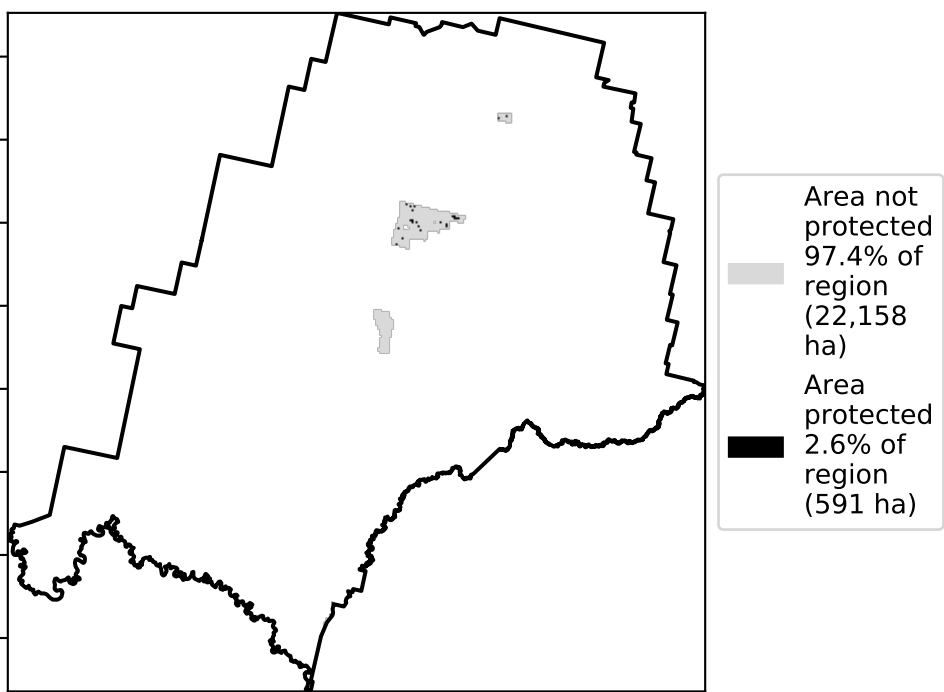 Area not
protected
97.4% of
region
(22,158
ha)
Area
protected
2.6% of
region
(591 ha)